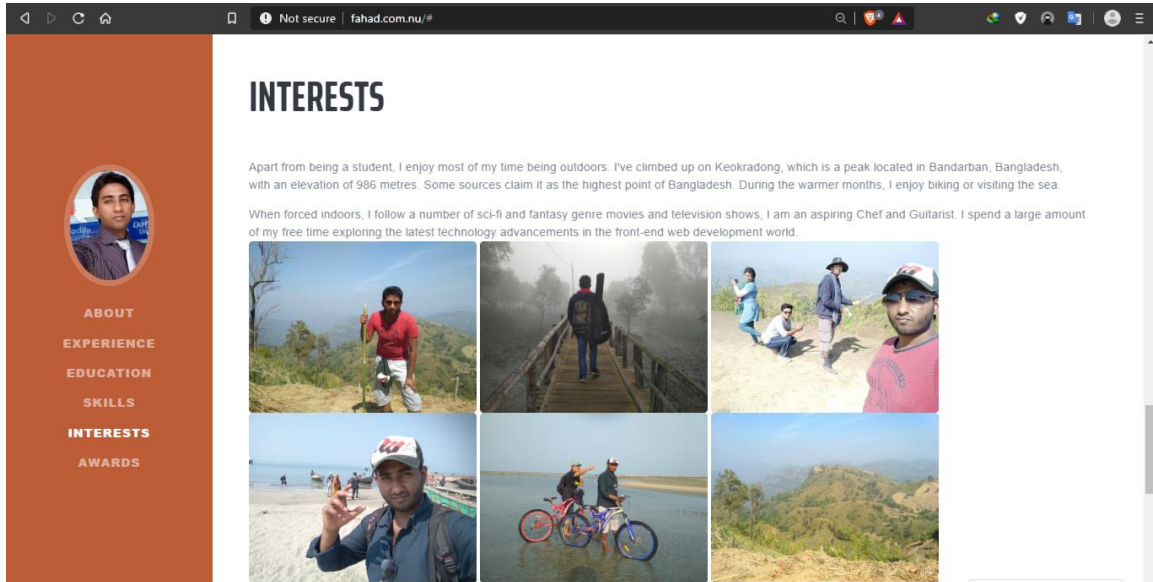 Not secure | fahad.com.nu/#
INTERESTS
Apart from being a student, I enjoy most of my time being outdoors. I've climbed up on Keokradong, which is a peak located in Bandarban, Bangladesh,
with an elevation of 986 metres. Some sources claim it as the highest point of Bangladesh. During the warmer months, I enjoy biking or visiting the sea.
When forced indoors, I follow a number of sci-fi and fantasy genre movies and television shows, I am an aspiring Chef and Guitarist. I spend a large amount
of my free time exploring the latest technology advancements in the front-end web development world.
ABOUT
EXPERIENCE
EDUCATION
SKILLS
INTERESTS
AWARDS